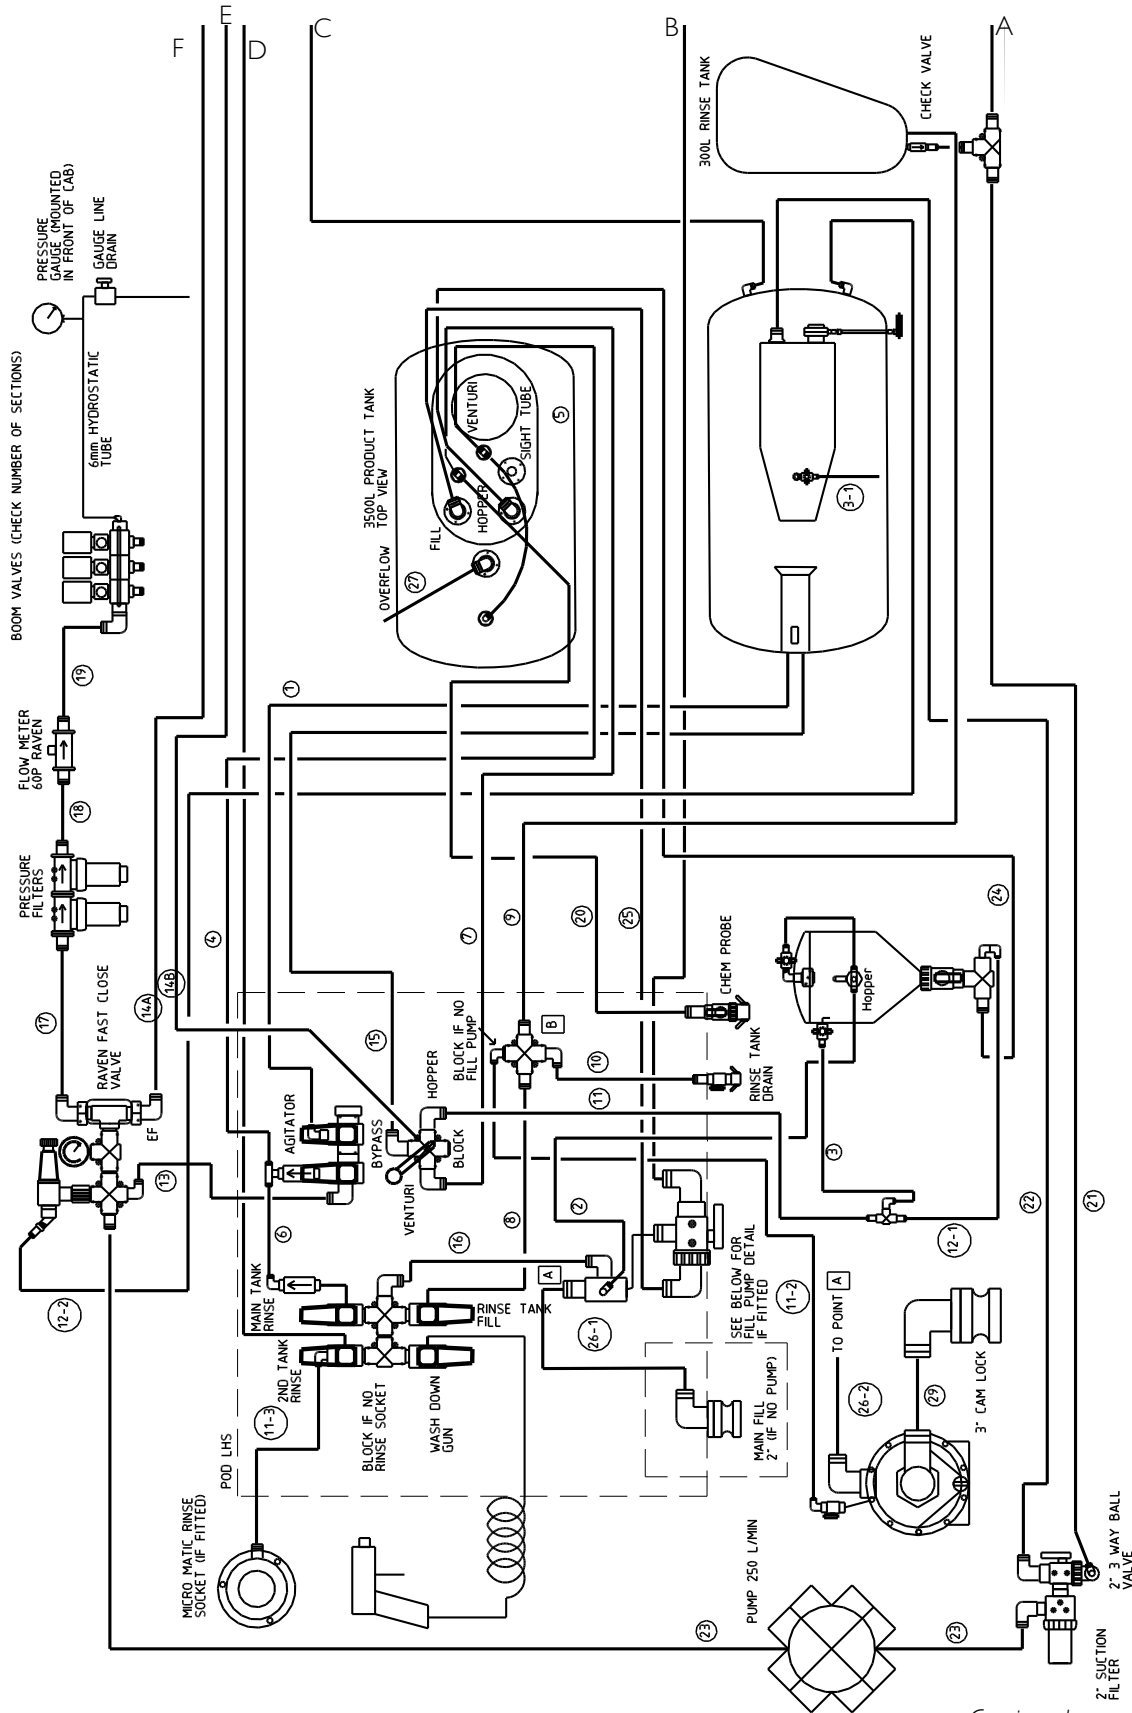 F
E
D
C
B
A
PRESSURE
GAUGE (MOUNTED
IN FRONT OF CAB)
GAUGE LINE
DRAIN
BOOM VALVES (CHECK NUMBER OF SECTIONS)
6mm HYDROSTATIC
TUBE
19
FLOW METER
60P RAVEN
18
PRESSURE
FILTERS
17
RAVEN FAST CLOSE
VALVE
14A
14B
EF
13
12-2
300L RINSE TANK
CHECK VALVE
3500L PRODUCT TANK
TOP VIEW
VENTURI
SIGHT TUBE
5
HOPPER
FILL
OVERFLOW
27
3-1
1
4
7
9
20
25
24
15
BLOCK IF NO
FILL PUMP
B
CHEM PROBE
Hopper
10
RINSE TANK
DRAIN
11
AGITATOR
BYPASS
HOPPER
BLOCK
VENTURI
3
2
8
16
6
12-1
22
21
MAIN TANK
RINSE
RINSE TANK
FILL
A
26-1
SEE BELOW FOR
FILL PUMP DETAIL
IF FITTED
11-2
TO POINT A
2ND TANK
RINSE
11-3
BLOCK IF NO
RINSE SOCKET
WASH DOWN
GUN
POD LHS
MAIN FILL
2" (IF NO PUMP)
26-2
29
3" CAM LOCK
MICRO MATIC RINSE
SOCKET (IF FITTED)
PUMP 250 L/MIN
23
23
2" 3 WAY BALL
VALVE
2" SUCTION
FILTER